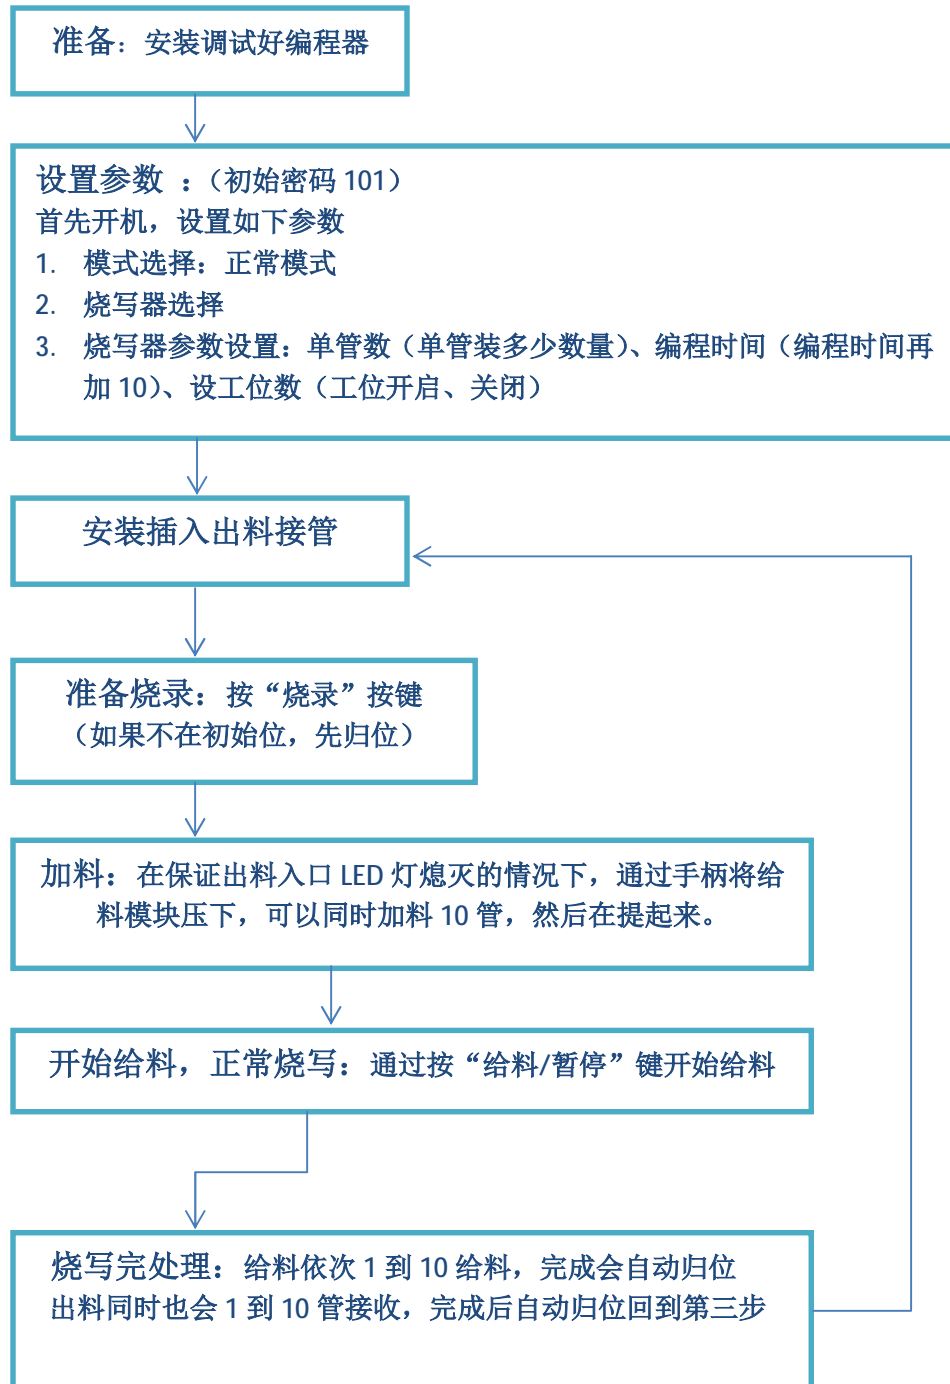 准备：安装调试好编程器
设置参数 ：（初始密码 101）
首先开机，设置如下参数
1. 模式选择：正常模式
2. 烧写器选择
3. 烧写器参数设置：单管数（单管装多少数量）、编程时间（编程时间再
加 10）、设工位数（工位开启、关闭）
安装插入出料接管
准备烧录：按“烧录”按键
（如果不在初始位，先归位）
加料：在保证出料入口 LED 灯熄灭的情况下，通过手柄将给
料模块压下，可以同时加料 10 管，然后在提起来。
开始给料，正常烧写：通过按“给料/暂停”键开始给料
烧写完处理：给料依次 1 到 10 给料，完成会自动归位
出料同时也会 1 到 10 管接收，完成后自动归位回到第三步